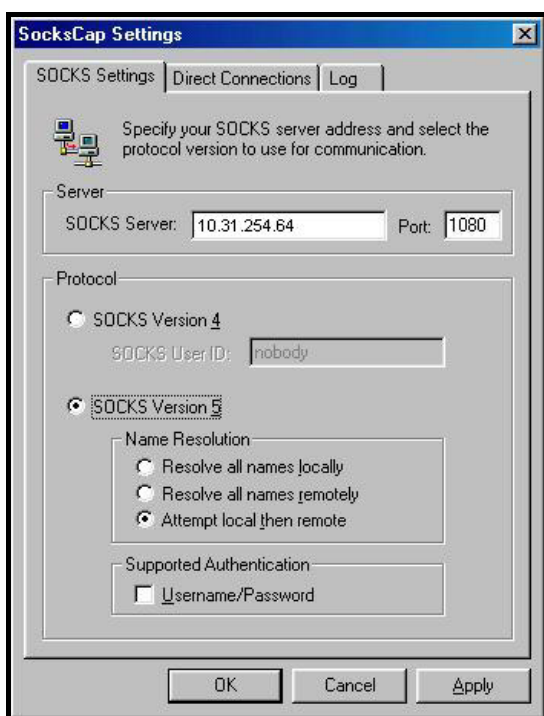 SocksCap Settings
SOCKS Settings Direct Connections Log
Specify your SOCKS server address and select the
protocol version to use for communication.
Server
SOCKS Server: 10.31.254.64 Port: 1080
Protocol
SOCKS Version 4
SOCKS User ID: nobody
SOCKS Version 5
Name Resolution
Resolve all names locally
Resolve all names remotely
Attempt local then remote
Supported Authentication
Username/Password
OK Cancel Apply